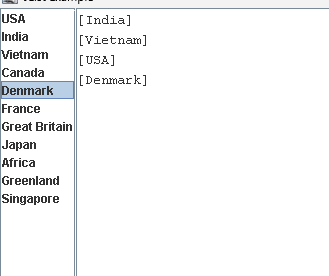 USA
India
Vietnam
Canada
Denmark
France
Great Britain
Japan
Africa
Greenland
Singapore
[India]
[Vietnam]
[USA]
[Denmark]